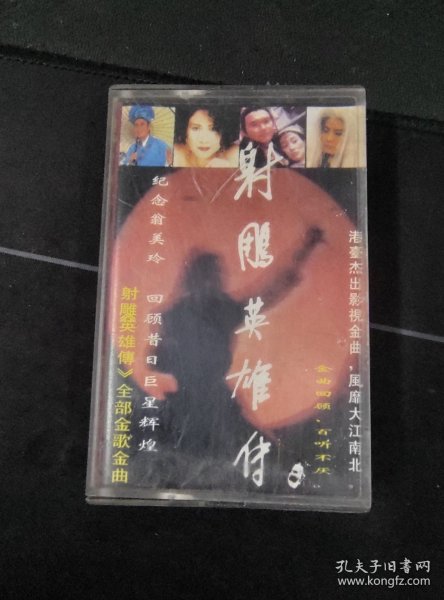 射鵰英雄传
港臺杰出影視金曲，風靡大江南北。
金曲回顾，百听不厌。
纪念翁美玲
回顾昔日巨星辉煌
射雕英雄傳》全部金歌金曲
孔夫子旧书网
www.kongfz.com